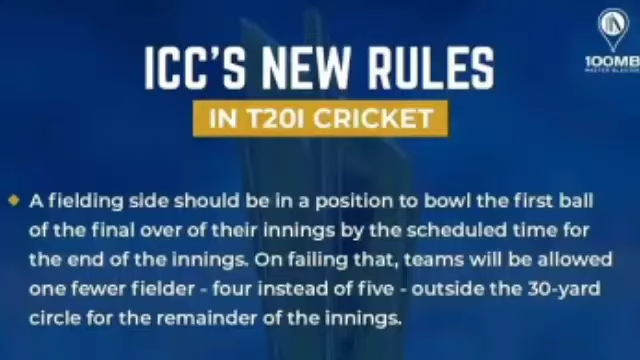 100MB
MASTER BLASTER
ICC'S NEW RULES
IN T20I CRICKET
A fielding side should be in a position to bowl the first ball
of the final over of their innings by the scheduled time for
the end of the innings. On failing that, teams will be allowed
one fewer fielder - four instead of five - outside the 30-yard
circle for the remainder of the innings.